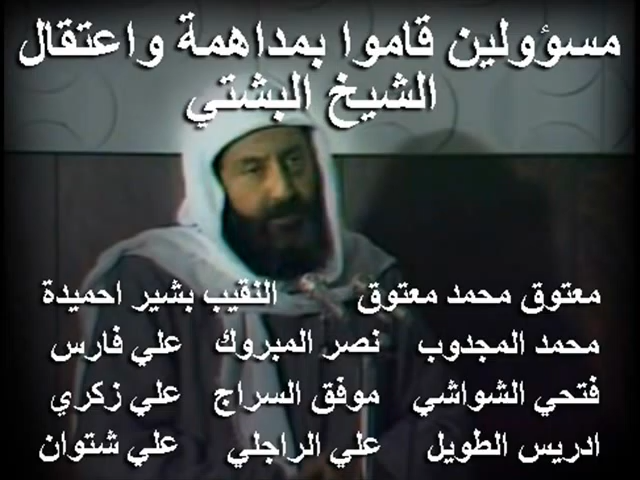 مسؤولين قاموا بمداهمة واعتقال
الشيخ البشتي
معتوق محمد معتوق النقيب بشير احميدة
محمد المجدوب نصر المبروك علي فارس
فتحي الشواشي موفق السراج علي زكري
ادريس الطويل علي الراجلي علي شتوان